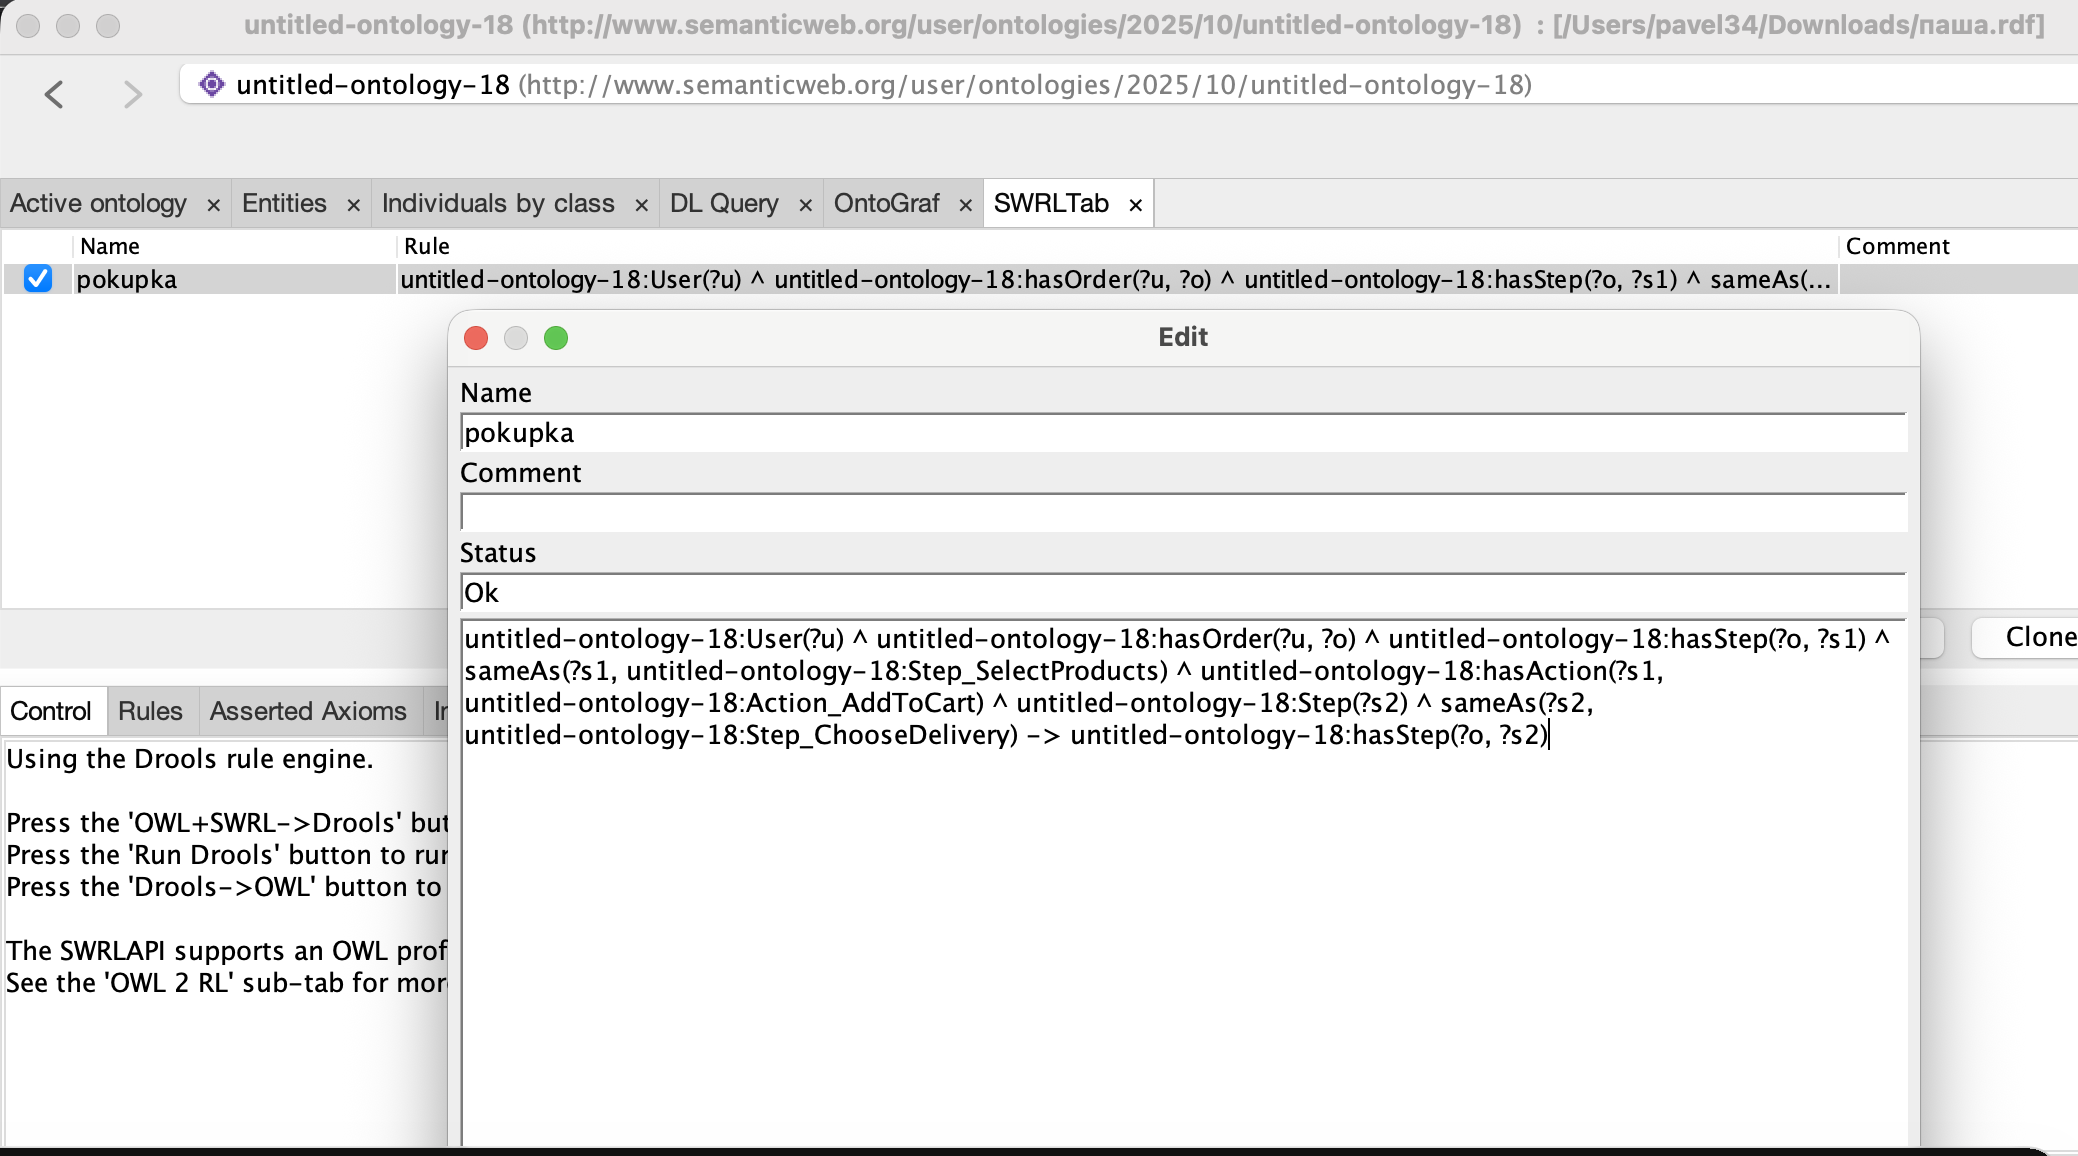 untitled-ontology-18 (http://www.semanticweb.org/user/ontologies/2025/10/untitled-ontology-18)  : [/Users/pavel34/Downloads/паша.rdf]
untitled-ontology-18 (http://www.semanticweb.org/user/ontologies/2025/10/untitled-ontology-18)
Active ontology × Entities × Individuals by class × DL Query × OntoGraf × SWRLTab ×
Name Rule Comment
pokupka untitled-ontology-18:User(?u) ^ untitled-ontology-18:hasOrder(?u, ?o) ^ untitled-ontology-18:hasStep(?o, ?s1) ^ sameAs(...
Edit
Name
pokupka
Comment
Status
Ok
untitled-ontology-18:User(?u) ^ untitled-ontology-18:hasOrder(?u, ?o) ^ untitled-ontology-18:hasStep(?o, ?s1) ^
sameAs(?s1, untitled-ontology-18:Step_SelectProducts) ^ untitled-ontology-18:hasAction(?s1,
untitled-ontology-18:Action_AddToCart) ^ untitled-ontology-18:Step(?s2) ^ sameAs(?s2,
untitled-ontology-18:Step_ChooseDelivery) -> untitled-ontology-18:hasStep(?o, ?s2)
Clone
Control Rules Asserted Axioms
Using the Drools rule engine.
Press the 'OWL+SWRL->Drools' but
Press the 'Run Drools' button to run
Press the 'Drools->OWL' button to
The SWRLAPI supports an OWL prof
See the 'OWL 2 RL' sub-tab for mor